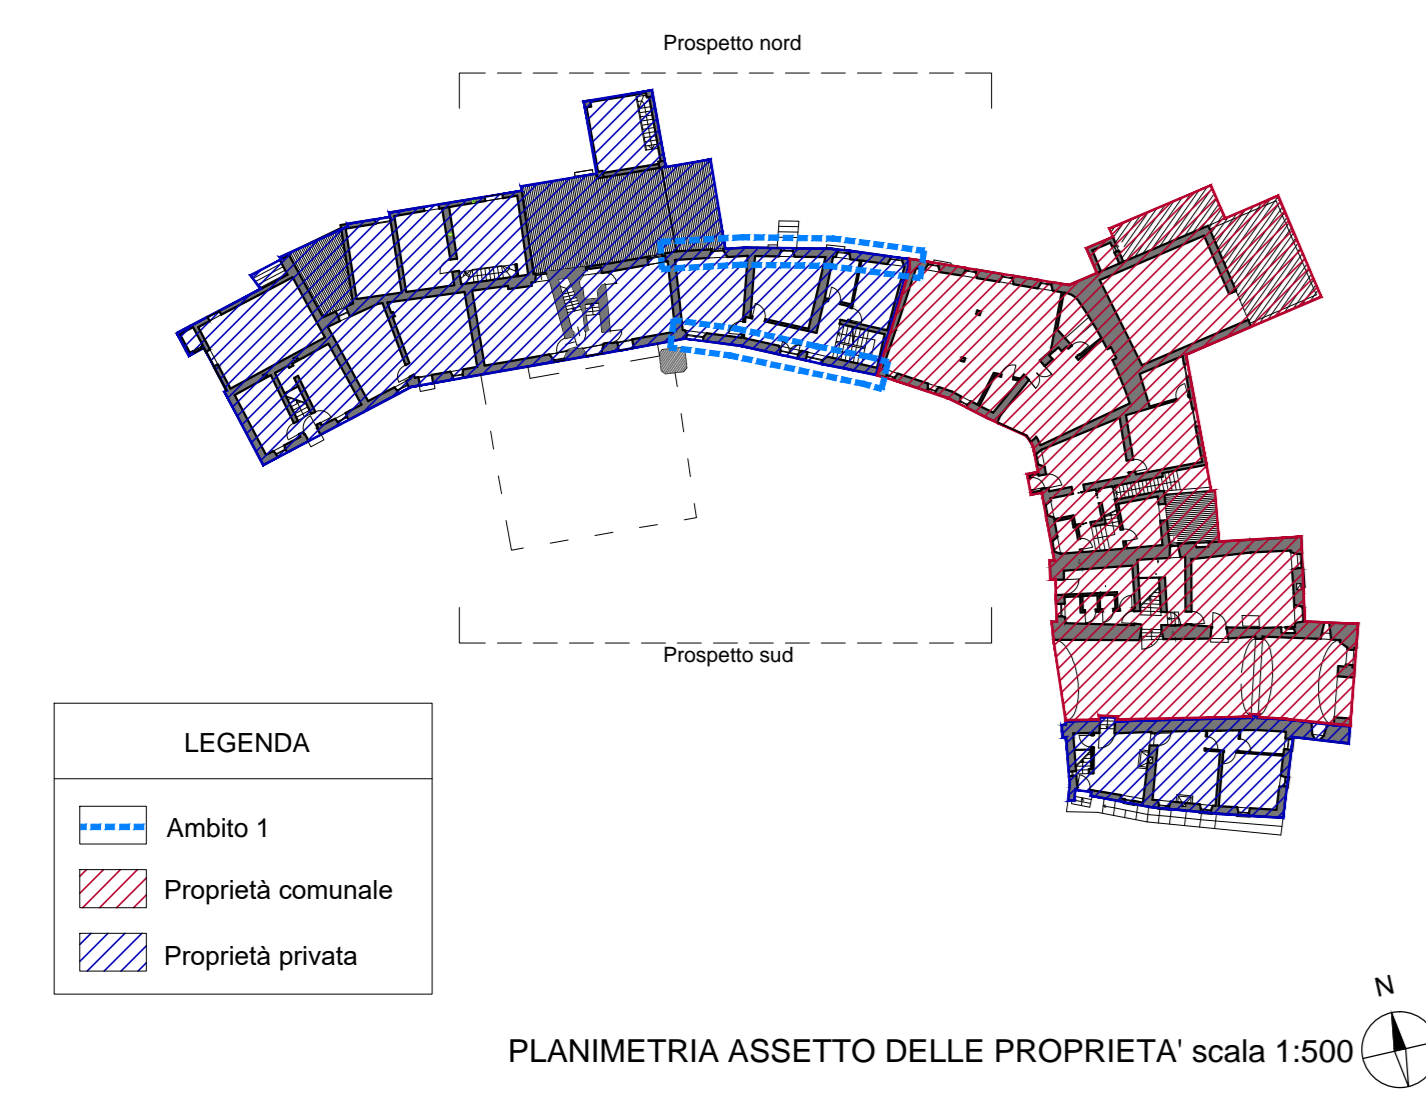 Prospetto nord
Prospetto sud
LEGENDA
Ambito 1
Proprietà comunale
Proprietà privata
N
PLANIMETRIA ASSETTO DELLE PROPRIETA' scala 1:500